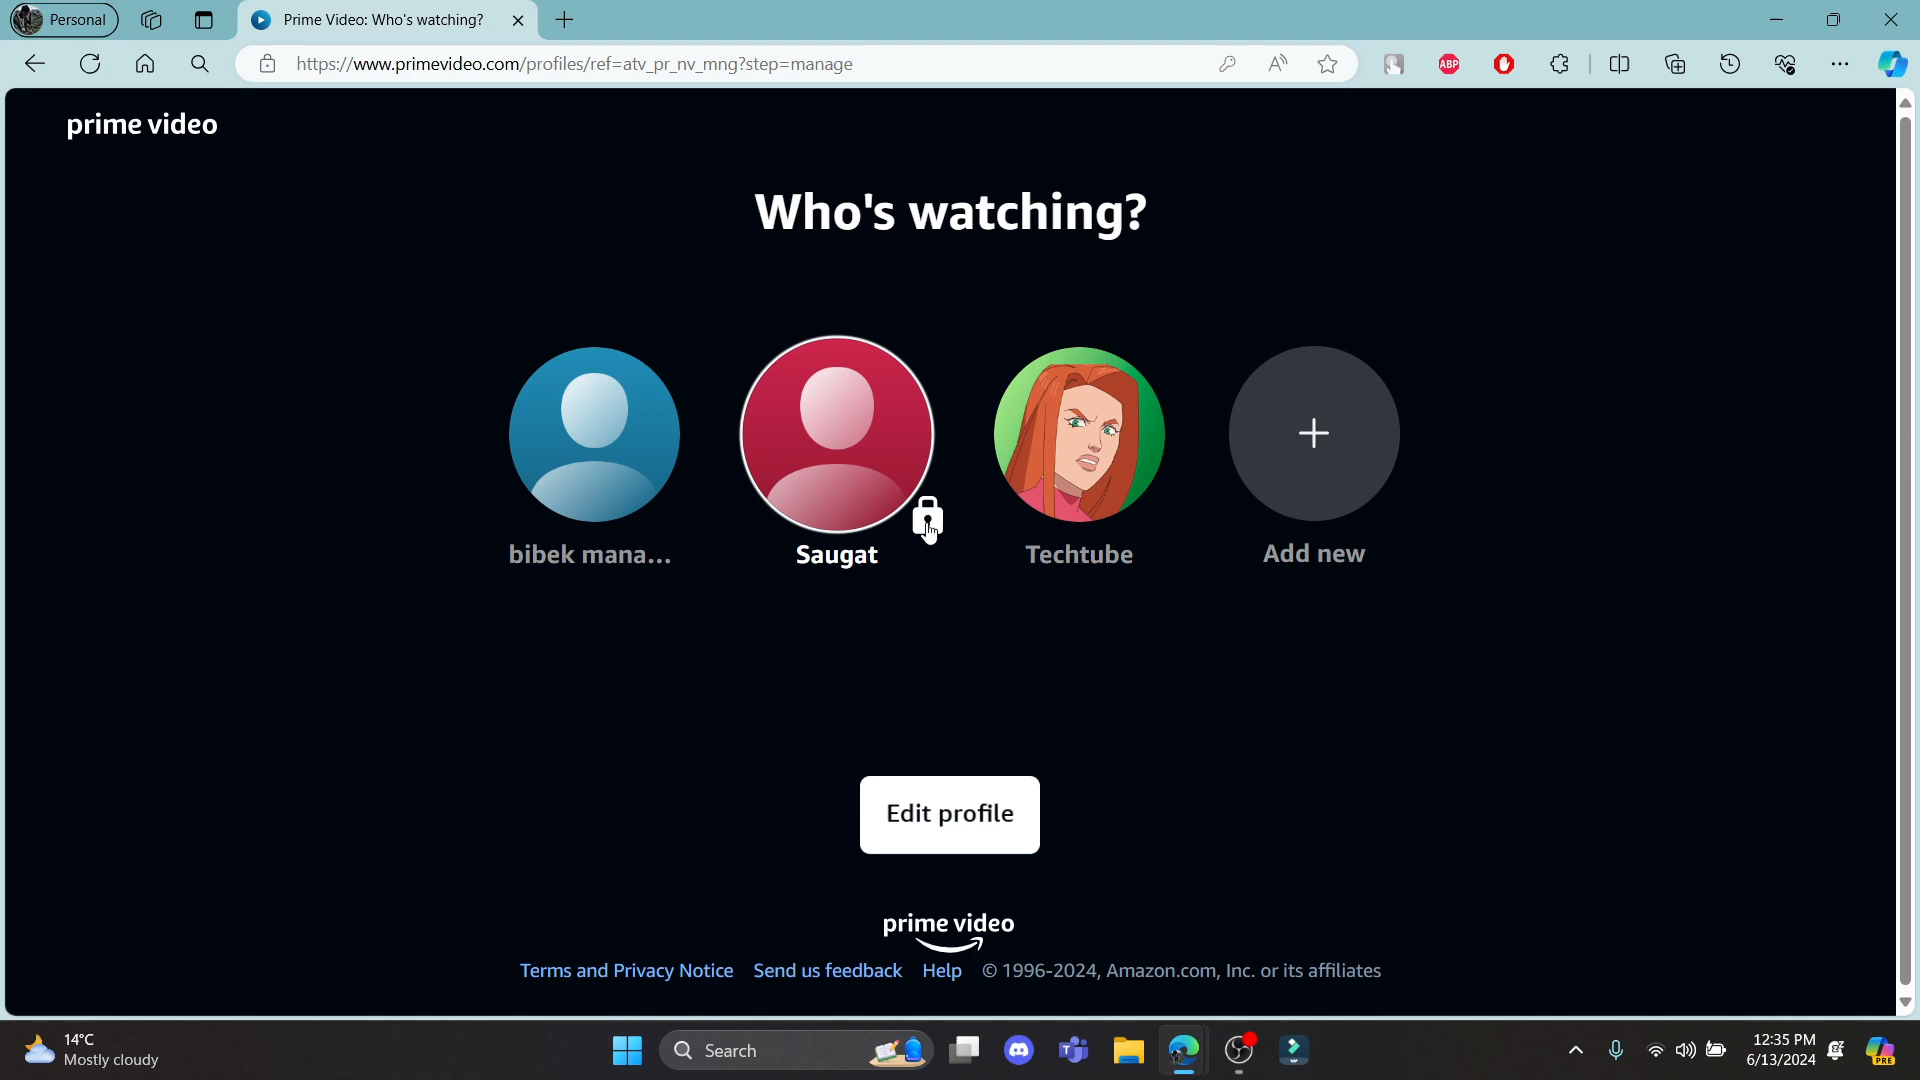 Personal
Prime Video: Who's watching?
https://www.primevideo.com/profiles/ref=atv_pr_nv_mng?step=manage
ABP
prime video
Who's watching?
bibek mana...
Saugat
Techtube
Add new
Edit profile
prime video
Terms and Privacy Notice Send us feedback Help © 1996-2024, Amazon.com, Inc. or its affiliates
14°C
Mostly cloudy
Search
12:35 PM
6/13/2024
PRE